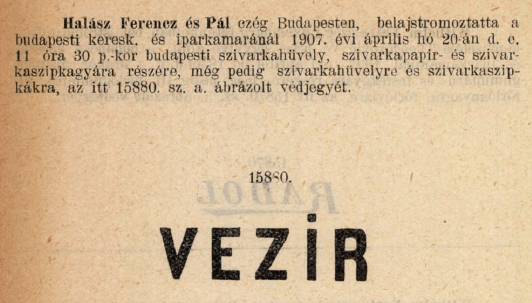 Halász Ferencz és Pál czég Budapesten, belajstromoztatta a
budapesti keresk. és iparkamaránál 1907. évi április hó 20-án d. e.
11 óra 30 p.-kor budapesti szivarkahüvely, szivarkapapir- és szivar-
kaszipkagyára részére, még pedig szivarkahüvelyre és szivarkaszip-
kákra, az itt 15880. sz. a. ábrázolt védjegyét.
15880.
RADOL
VEZIR